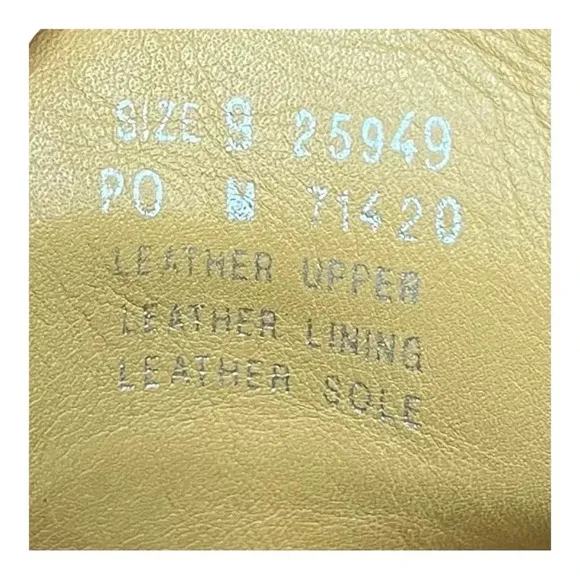 SIZE 9 25949
PO M 71420
LEATHER UPPER
LEATHER LINING
LEATHER SOLE